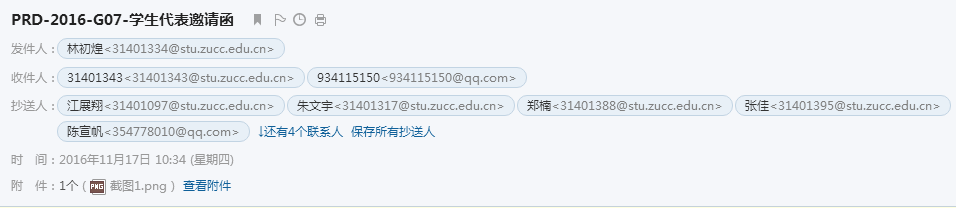 PRD-2016-G07-学生代表邀请函
发件人：林初煌<31401334@stu.zucc.edu.cn>
收件人：31401343<31401343@stu.zucc.edu.cn> 934115150<934115150@qq.com>
抄送人：江展翔<31401097@stu.zucc.edu.cn> 朱文宇<31401317@stu.zucc.edu.cn> 郑楠<31401388@stu.zucc.edu.cn> 张佳<31401395@stu.zucc.edu.cn>
陈宣帆<354778010@qq.com> ↓还有4个联系人 保存所有抄送人
时 间：2016年11月17日 10:34 (星期四)
附 件：1个 ( PNG 截图1.png ) 查看附件